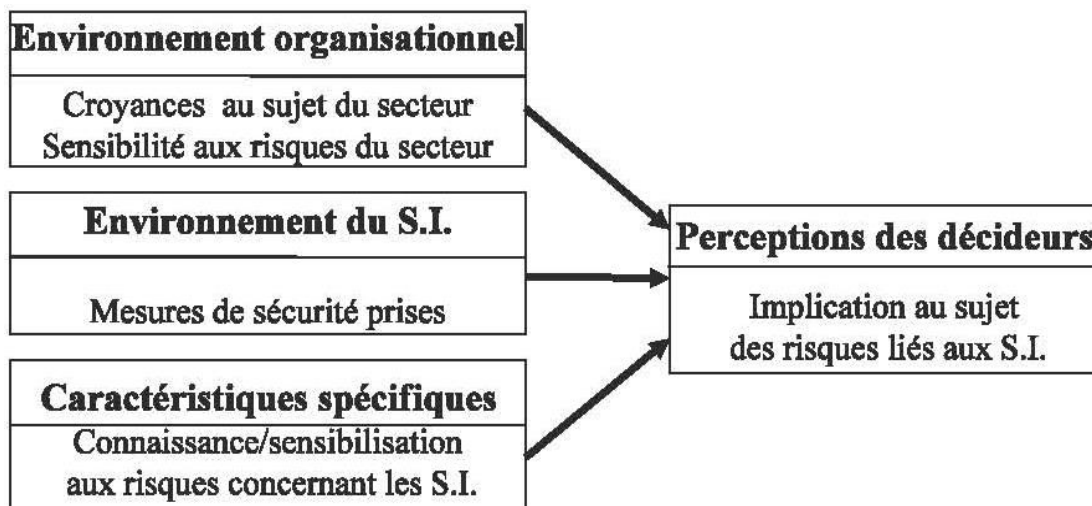 Environnement organisationnel
Croyances au sujet du secteur
Sensibilité aux risques du secteur
Environnement du S.I.
Mesures de sécurité prises
Caractéristiques spécifiques
Connaissance/sensibilisation
aux risques concernant les S.I.
Perceptions des décideurs
Implication au sujet
des risques liés aux S.I.